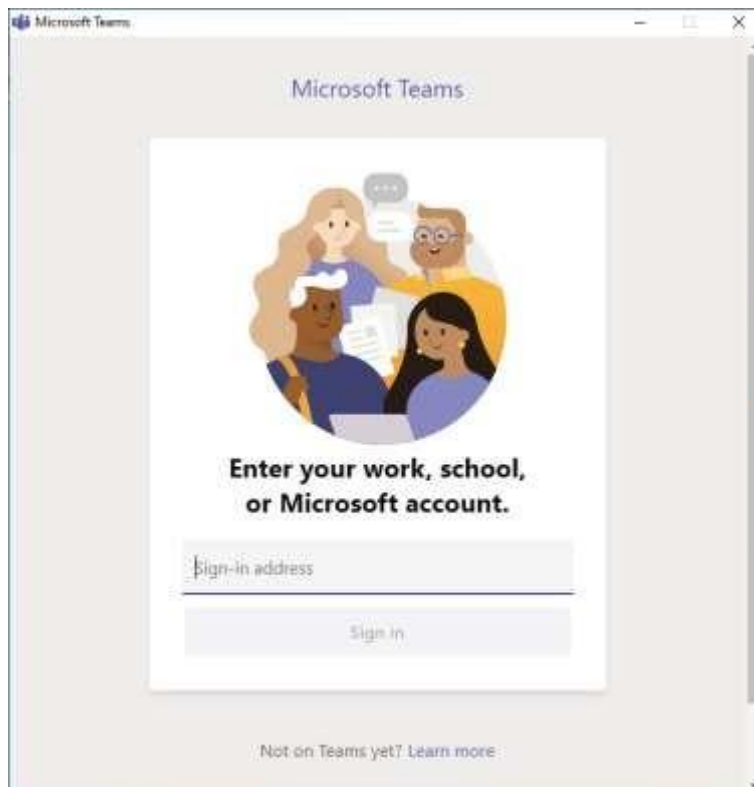 Microsoft Teams
Microsoft Teams
Enter your work, school,
or Microsoft account.
Sign-in address
Sign in
Not on Teams yet? Learn more